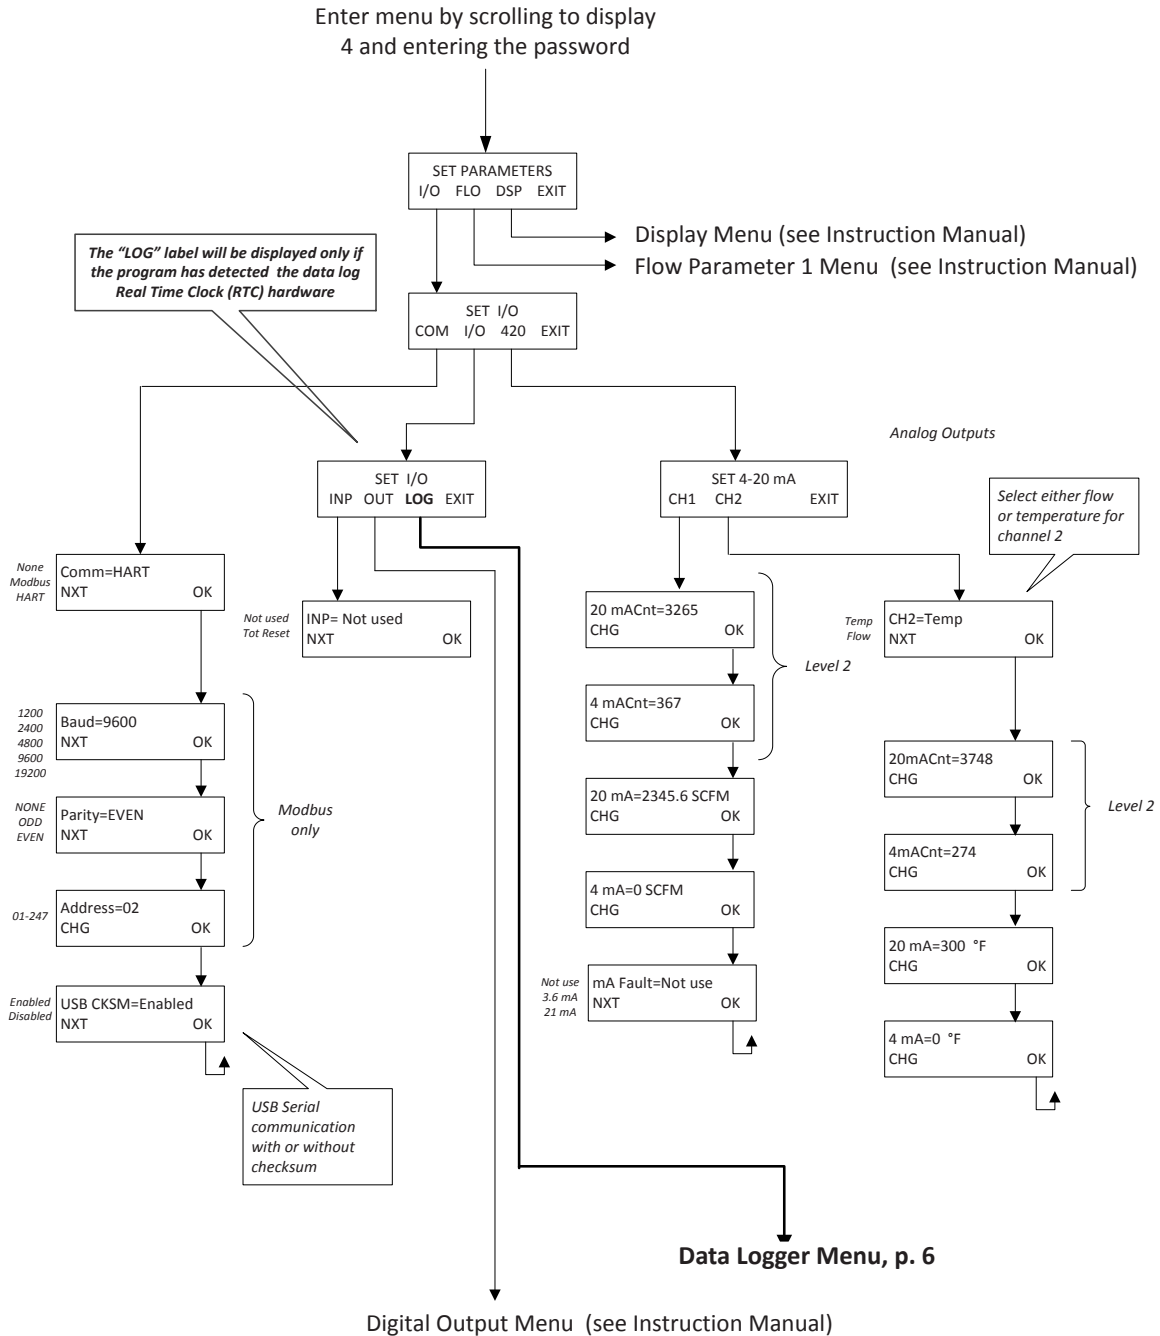 Enter menu by scrolling to display
4 and entering the password
SET PARAMETERS
I/O FLO DSP EXIT
Display Menu (see Instruction Manual)
Flow Parameter 1 Menu (see Instruction Manual)
The “LOG” label will be displayed only if
the program has detected the data log
Real Time Clock (RTC) hardware
SET I/O
COM I/O 420 EXIT
Analog Outputs
SET I/O
INP OUT LOG EXIT
SET 4-20 mA
CH1 CH2 EXIT
Select either flow
or temperature for
channel 2
None
Modbus
HART
Comm=HART
NXT OK
Not used
Tot Reset
INP= Not used
NXT OK
20 mACnt=3265
CHG OK
4 mACnt=367
CHG OK
Level 2
Temp
Flow
CH2=Temp
NXT OK
1200
2400
4800
9600
19200
Baud=9600
NXT OK
NONE
ODD
EVEN
Parity=EVEN
NXT OK
01-247
Address=02
CHG OK
Modbus
only
20 mA=2345.6 SCFM
CHG OK
4 mA=0 SCFM
CHG OK
20mACnt=3748
CHG OK
4mACnt=274
CHG OK
Level 2
Enabled
Disabled
USB CKSM=Enabled
NXT OK
Not use
3.6 mA
21 mA
mA Fault=Not use
NXT OK
20 mA=300 °F
CHG OK
4 mA=0 °F
CHG OK
USB Serial
communication
with or without
checksum
Data Logger Menu, p. 6
Digital Output Menu (see Instruction Manual)